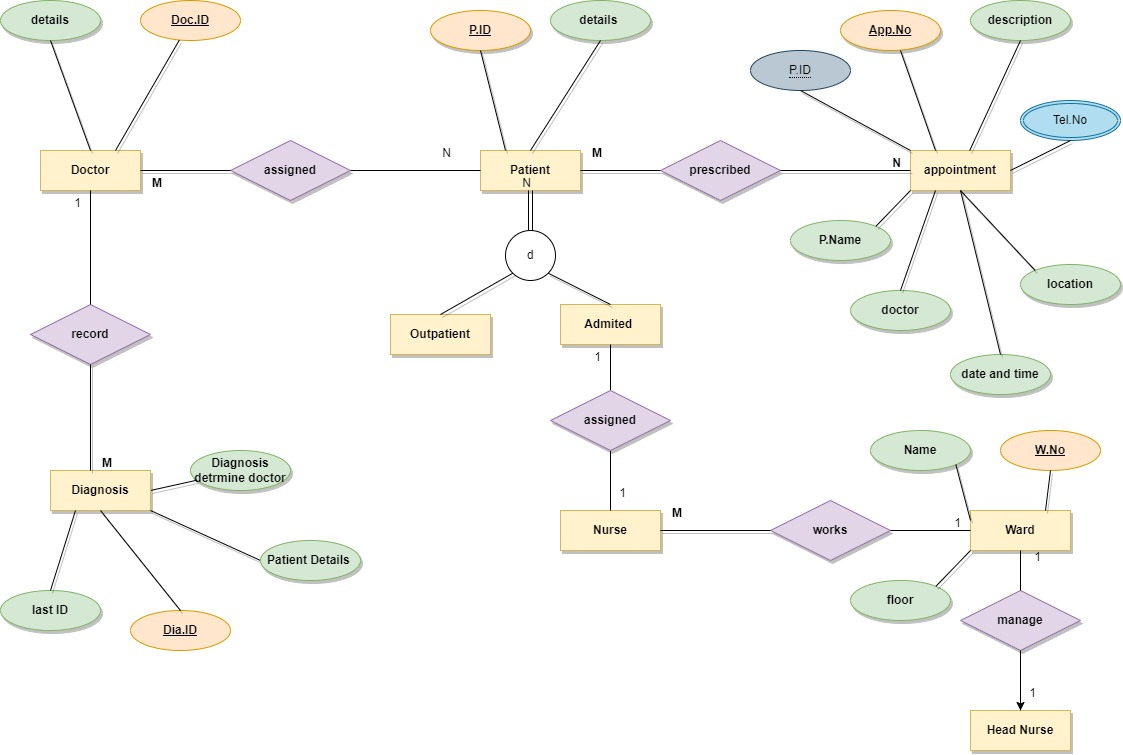 details
Doc.ID
P.ID
details
App.No
description
P.ID
Tel.No
Doctor
M
assigned
N
Patient
N
M
prescribed
N
appointment
1
P.Name
location
doctor
date and time
d
Outpatient
Admited
1
record
assigned
M
1
Diagnosis
Diagnosis
detrmine doctor
Patient Details
last ID
Dia.ID
Nurse
M
works
1
Ward
Name
W.No
floor
1
manage
1
Head Nurse